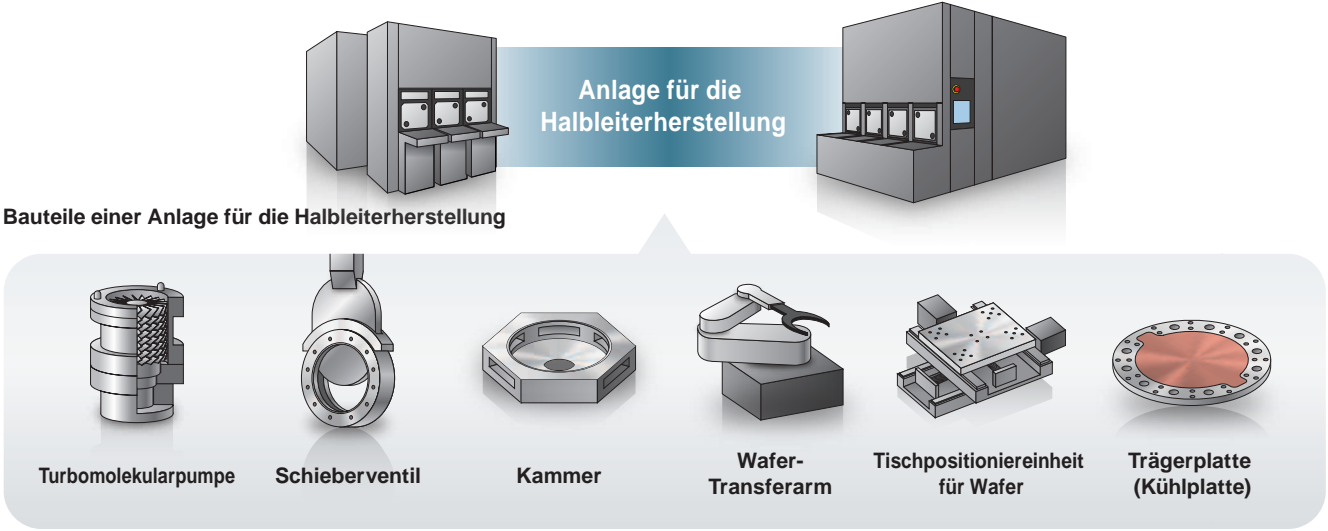 Anlage für die
Halbleiterherstellung
Bauteile einer Anlage für die Halbleiterherstellung
Turbomolekularpumpe
Schieberventil
Kammer
Wafer-
Transferarm
Tischpositioniereinheit
für Wafer
Trägerplatte
(Kühlplatte)